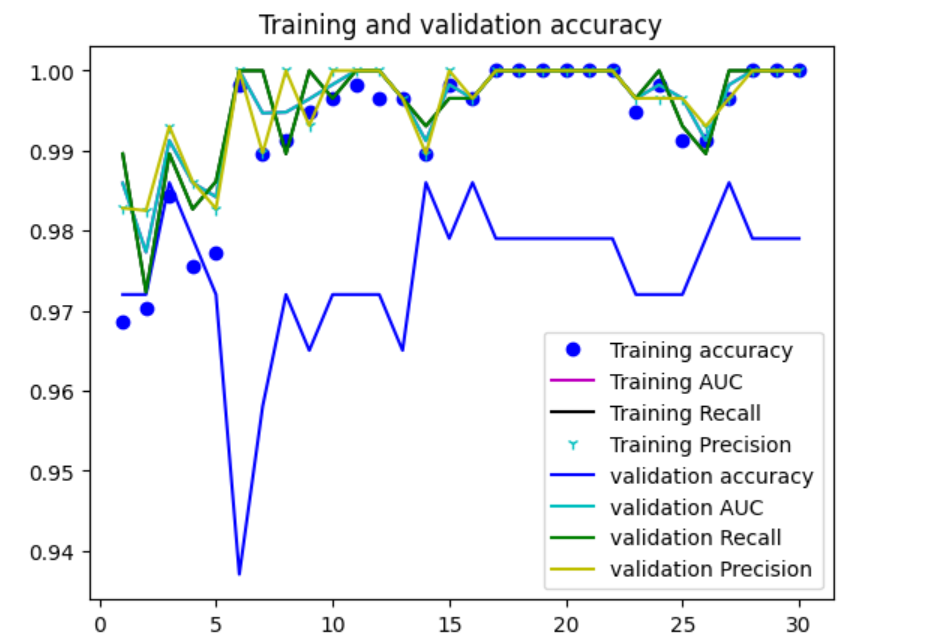 Training and validation accuracy
1.00
0.99
0.98
0.97
0.96
0.95
0.94
Training accuracy
Training AUC
Training Recall
Training Precision
validation accuracy
validation AUC
validation Recall
validation Precision
0 5 10 15 20 25 30